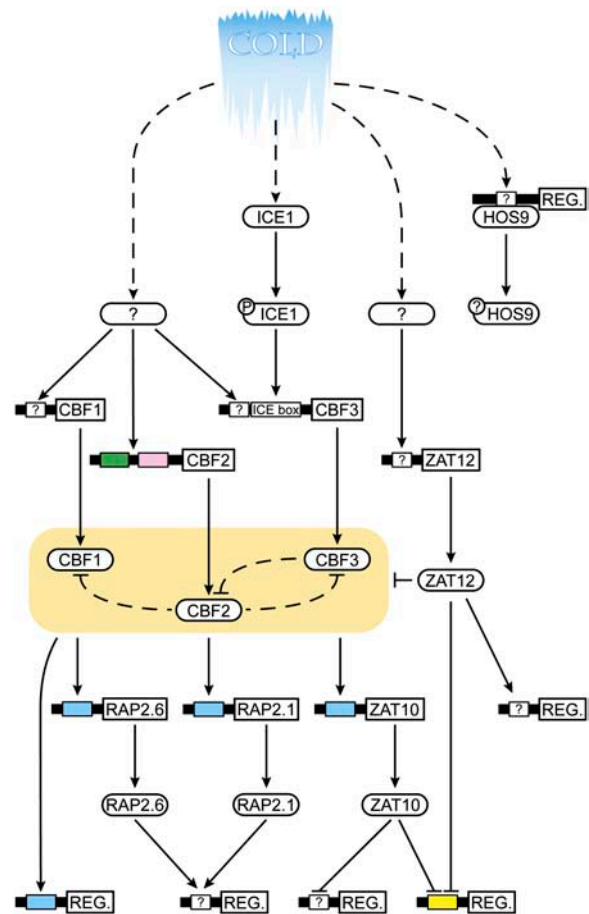 COLD
? REG.
ICE1 HOS9
? P ICE1 ? ? HOS9
? CBF1 ? ICE box CBF3
CBF2 ? ZAT12
CBF1 CBF3
ZAT12
CBF2
RAP2.6 RAP2.1 ZAT10 ? REG.
RAP2.6 RAP2.1 ZAT10
REG. ? REG. ? REG. REG.